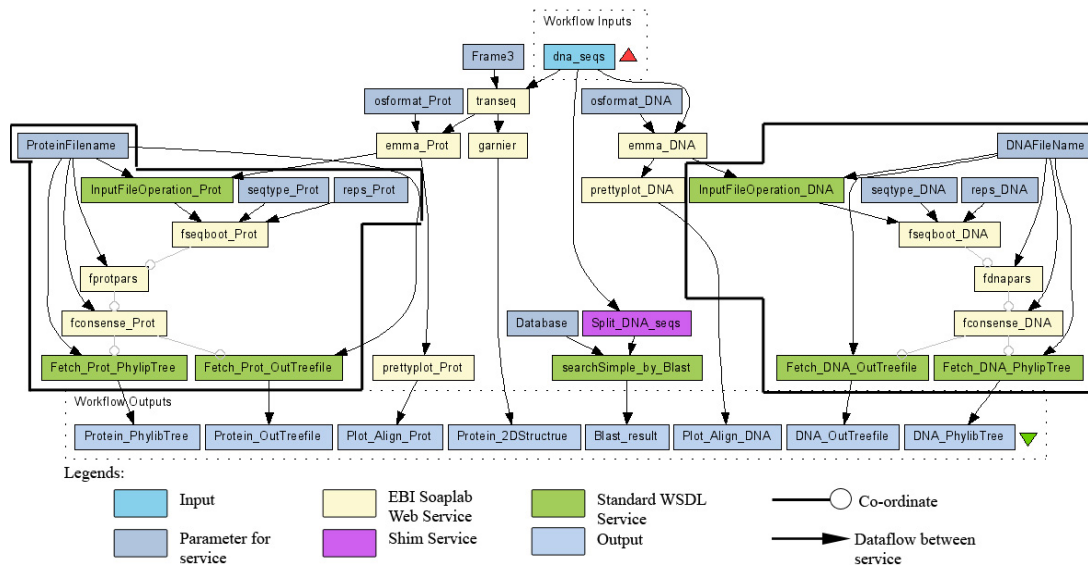 Workflow Inputs
Frame3
dna_seqs
osformat_Prot
transeq
osformat_DNA
ProteinFilename
emma_Prot
garnier
emma_DNA
DNAFileName
InputFileOperation_Prot
seqtype_Prot
reps_Prot
prettyplot_DNA
InputFileOperation_DNA
seqtype_DNA
reps_DNA
fseqboot_Prot
fseqboot_DNA
fprotpars
fdnapars
fconsense_Prot
Database
Split_DNA_seqs
fconsense_DNA
Fetch_Prot_PhylipTree
Fetch_Prot_OutTreefile
prettyplot_Prot
searchSimple_by_Blast
Fetch_DNA_OutTreefile
Fetch_DNA_PhylipTree
Workflow Outputs
Protein_PhylibTree
Protein_OutTreefile
Plot_Align_Prot
Protein_2DStructrue
Blast_result
Plot_Align_DNA
DNA_OutTreefile
DNA_PhylibTree
Legends:
Input
EBI Soaplab
Web Service
Standard WSDL
Service
Co-ordinate
Parameter for
service
Shim Service
Output
Dataflow between
service